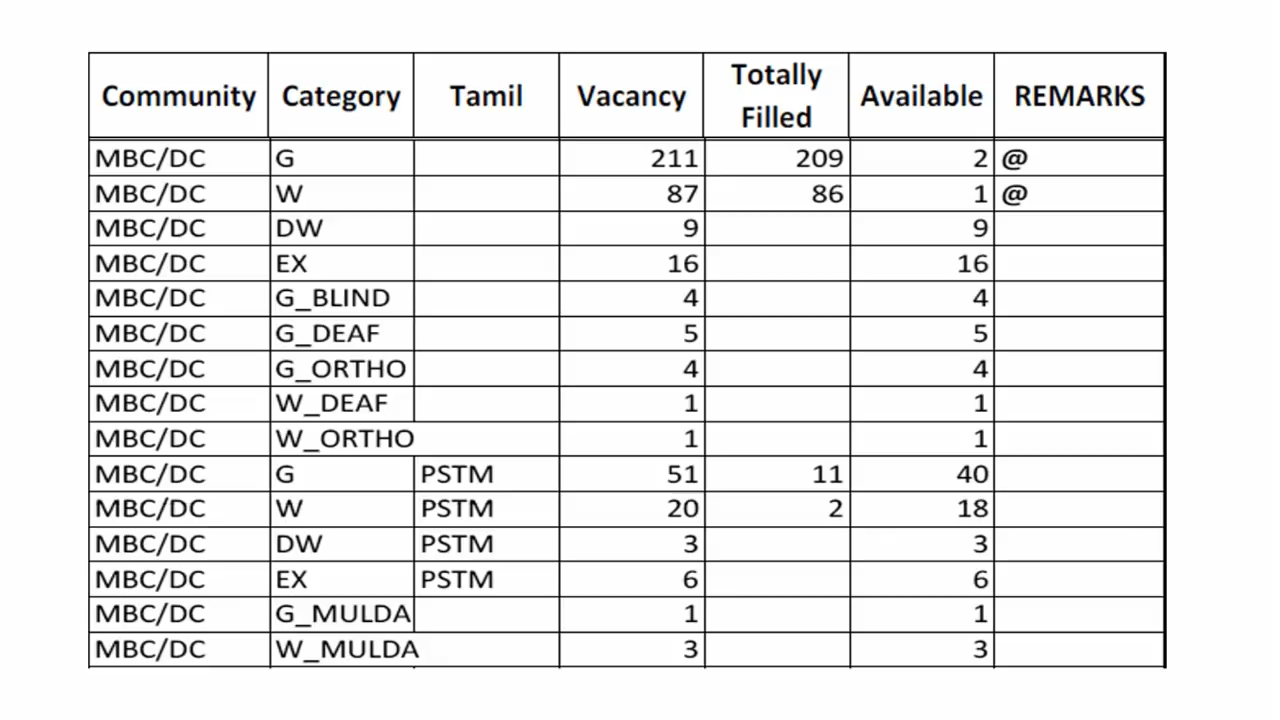 Community Category Tamil Vacancy Totally Filled Available REMARKS
MBC/DC G 211 209 2 @
MBC/DC W 87 86 1 @
MBC/DC DW 9 9
MBC/DC EX 16 16
MBC/DC G_BLIND 4 4
MBC/DC G_DEAF 5 5
MBC/DC G_ORTHO 4 4
MBC/DC W_DEAF 1 1
MBC/DC W_ORTHO 1 1
MBC/DC G PSTM 51 11 40
MBC/DC W PSTM 20 2 18
MBC/DC DW PSTM 3 3
MBC/DC EX PSTM 6 6
MBC/DC G_MULDA 1 1
MBC/DC W_MULDA 3 3